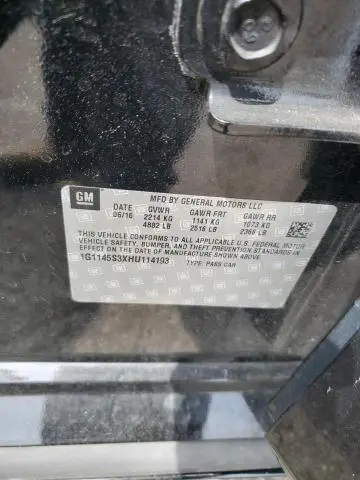 GM
MFD BY GENERAL MOTORS LLC
DATE GVWR GAWR FRT GAWR RR
06/16 2214 KG 1141 KG 1073 KG
4882 LB 2516 LB 2366 LB
THIS VEHICLE CONFORMS TO ALL APPLICABLE U.S. FEDERAL MOTOR
VEHICLE SAFETY, BUMPER, AND THEFT PREVENTION STANDARDS IN
EFFECT ON THE DATE OF MANUFACTURE SHOWN ABOVE.
1G1145S3XHU114193 TYPE: PASS CAR